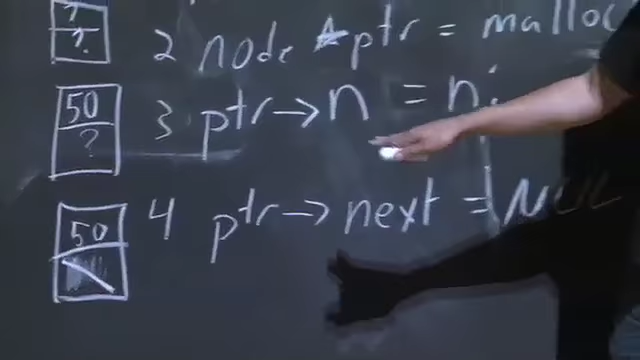 ?
?
2 node *ptr = malloc
50
?
3 ptr→n = n;
50
4 ptr→next = NULL